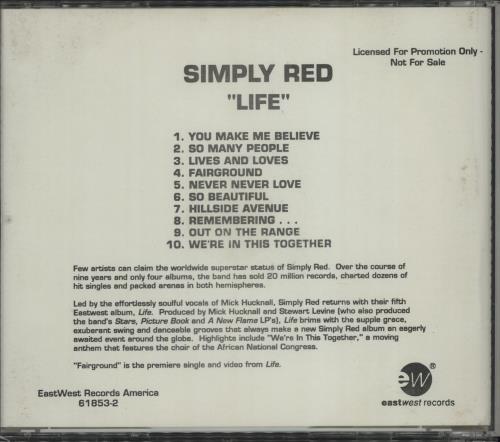 Licensed For Promotion Only -
Not For Sale
SIMPLY RED
"LIFE"
1. YOU MAKE ME BELIEVE
2. SO MANY PEOPLE
3. LIVES AND LOVES
4. FAIRGROUND
5. NEVER NEVER LOVE
6. SO BEAUTIFUL
7. HILLSIDE AVENUE
8. REMEMBERING . . .
9. OUT ON THE RANGE
10. WE'RE IN THIS TOGETHER
Few artists can claim the worldwide superstar status of Simply Red. Over the course of
nine years and only four albums, the band has sold 20 million records, charted dozens of
hit singles and packed arenas in both hemispheres.
Led by the effortlessly soulful vocals of Mick Hucknall, Simply Red returns with their fifth
Eastwest album, Life. Produced by Mick Hucknall and Stewart Levine (who also produced
the band's Stars, Picture Book and A New Flame LP's), Life brims with the supple grace,
exuberant swing and danceable grooves that always make a new Simply Red album an eagerly
awaited event around the globe. Highlights include "We're In This Together," a moving
anthem that features the choir of the African National Congress.
"Fairground" is the premiere single and video from Life.
EastWest Records America
61853-2
ew®
eastwest records